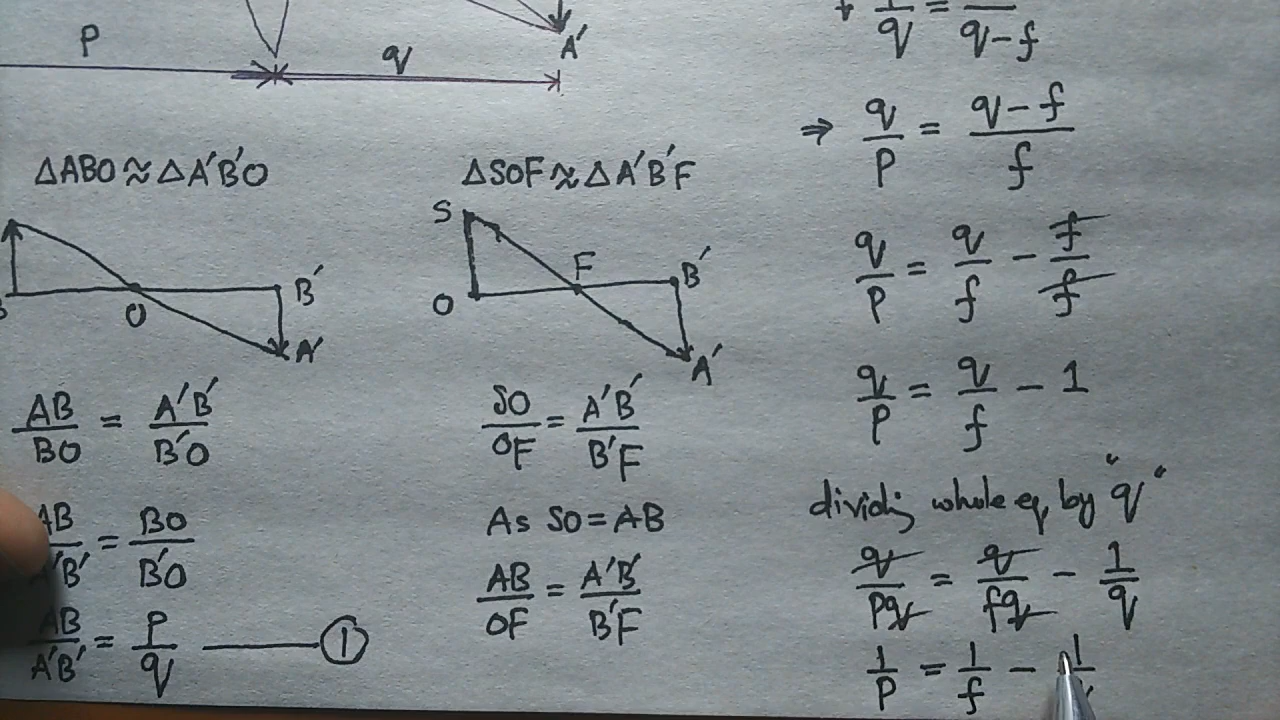 P q A'
ΔABO≈ΔA'B'O
O B' A'
AB/BO = A'B'/B'O
AB/A'B' = BO/B'O
AB/A'B' = P/q ——— ①
ΔSOF≈ΔA'B'F
S O F B' A'
SO/OF = A'B'/B'F
As SO=AB
AB/OF = A'B'/B'F
⇒ q/P = (q-f)/f
q/P = q/f - f/f
q/P = q/f - 1
dividing whole eq by "q"
q/Pq = q/fq - 1/q
1/P = 1/f - 1/